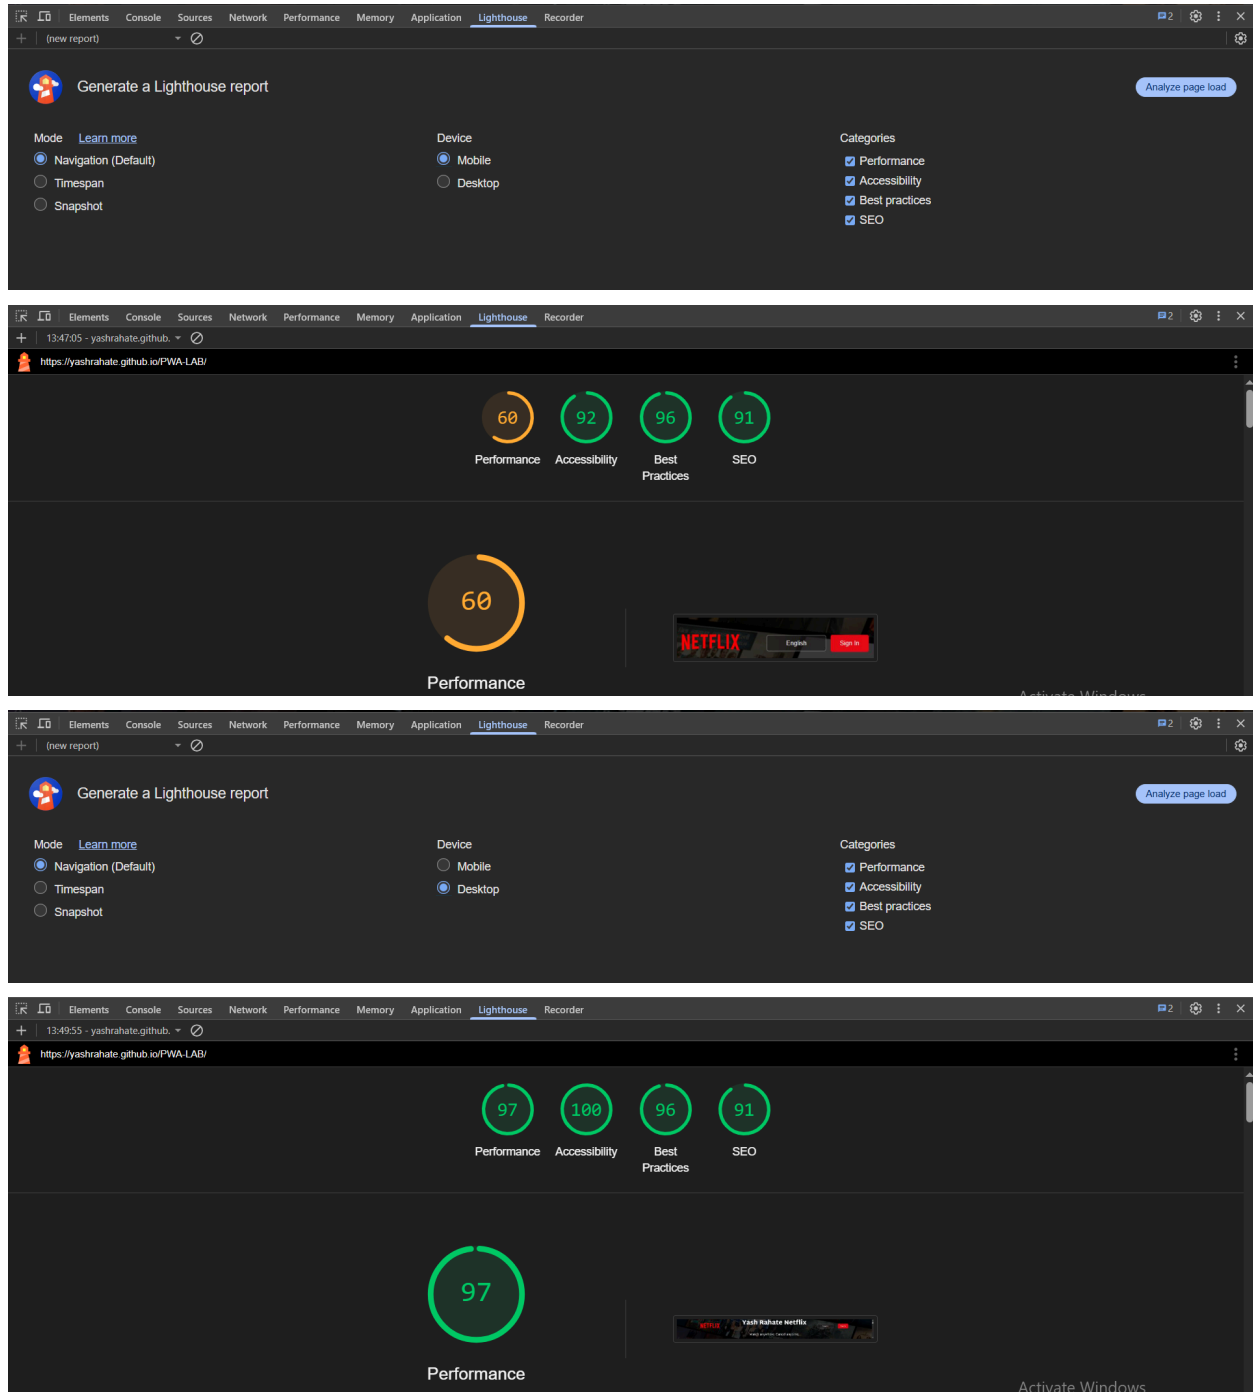 Elements Console Sources Network Performance Memory Application Lighthouse Recorder 2
(new report)
Generate a Lighthouse report
Analyze page load
Mode Learn more Device Categories
Navigation (Default) Mobile Performance
Timespan Desktop Accessibility
Snapshot Best practices
SEO
Elements Console Sources Network Performance Memory Application Lighthouse Recorder 2
13:47:05 - yashrahate.github.
https://yashrahate.github.io/PWA-LAB/
60 92 96 91
Performance Accessibility Best Practices SEO
60
NETFLIX English Sign In
Performance
Activate Windows
Elements Console Sources Network Performance Memory Application Lighthouse Recorder 2
(new report)
Generate a Lighthouse report
Analyze page load
Mode Learn more Device Categories
Navigation (Default) Mobile Performance
Timespan Desktop Accessibility
Snapshot Best practices
SEO
Elements Console Sources Network Performance Memory Application Lighthouse Recorder 2
13:49:55 - yashrahate.github.
https://yashrahate.github.io/PWA-LAB/
97 100 96 91
Performance Accessibility Best Practices SEO
97
NETFLIX Yash Rahate Netflix
Performance
Activate Windows